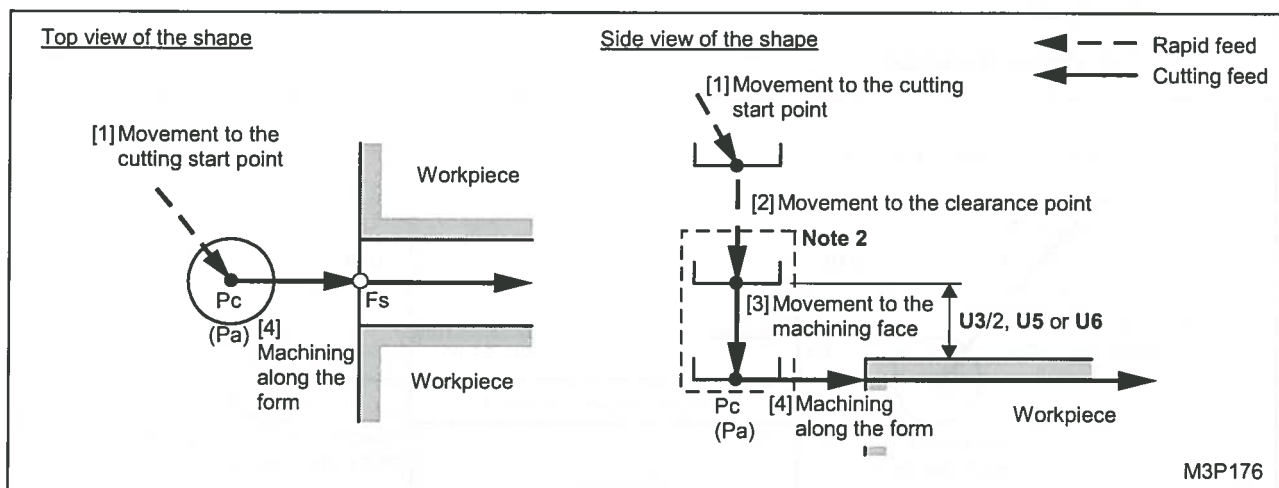 Top view of the shape
[1] Movement to the
cutting start point
Workpiece
Pc
(Pa)
Fs
[4]
Machining
along the
form
Workpiece
Side view of the shape
Rapid feed
Cutting feed
[1] Movement to the cutting
start point
[2] Movement to the clearance point
Note 2
[3] Movement to the
machining face
U3/2, U5 or U6
Pc
(Pa)
[4] Machining
along the form
Workpiece
M3P176